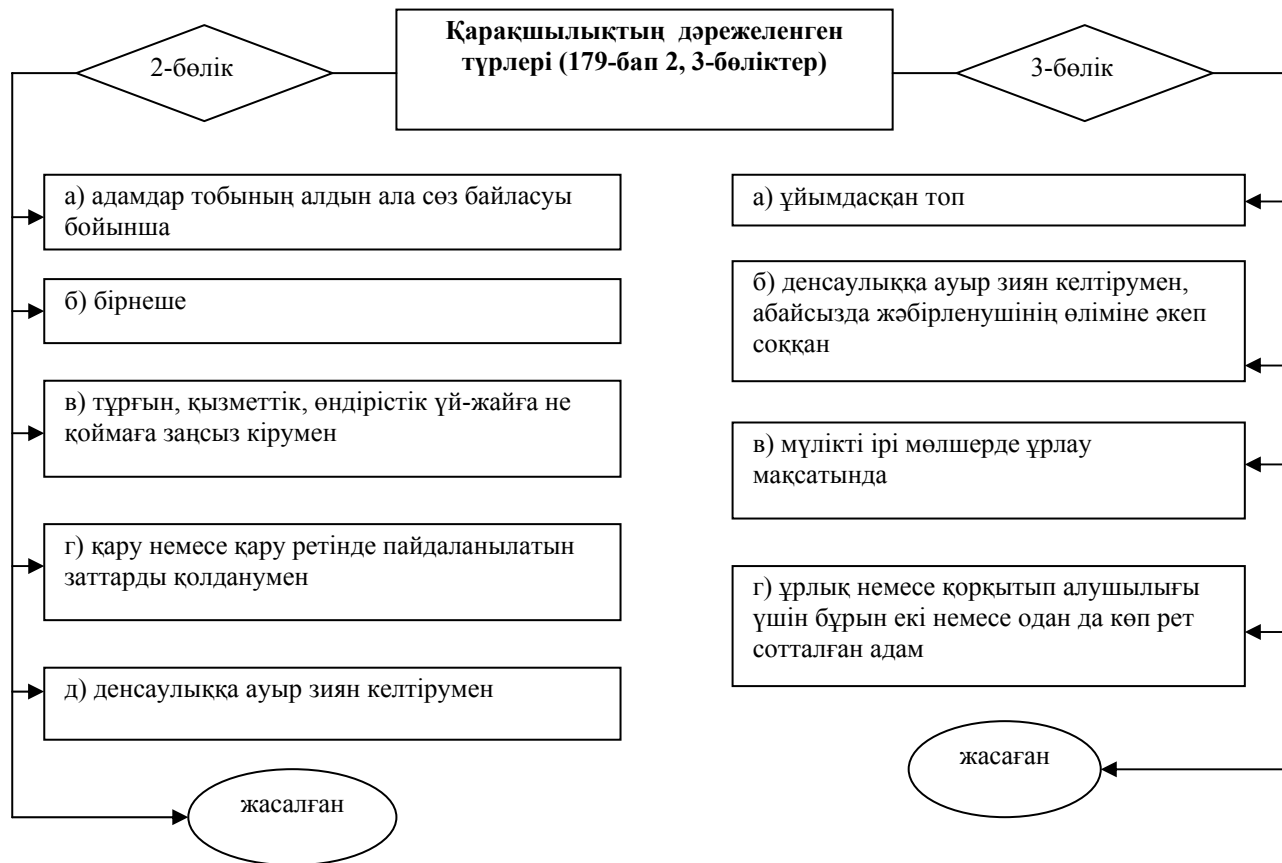 Қарақшылықтың дәрежеленген
түрлері (179-бап 2, 3-бөліктер)
2-бөлік
3-бөлік
а) адамдар тобының алдын ала сөз байласуы
бойынша
б) бірнеше
в) тұрғын, қызметтік, өндірістік үй-жайға не
қоймаға заңсыз кірумен
г) қару немесе қару ретінде пайдаланылатын
заттарды қолданумен
д) денсаулыққа ауыр зиян келтірумен
жасалған
а) ұйымдасқан топ
б) денсаулыққа ауыр зиян келтірумен,
абайсызда жәбірленушінің өліміне әкеп
соққан
в) мүлікті ірі мөлшерде ұрлау
мақсатында
г) ұрлық немесе қорқытып алушылығы
үшін бұрын екі немесе одан да көп рет
сотталған адам
жасаған